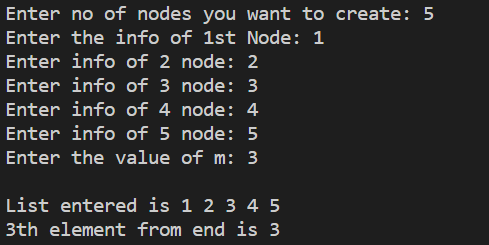 Enter no of nodes you want to create: 5
Enter the info of 1st Node: 1
Enter info of 2 node: 2
Enter info of 3 node: 3
Enter info of 4 node: 4
Enter info of 5 node: 5
Enter the value of m: 3

List entered is 1 2 3 4 5
3th element from end is 3